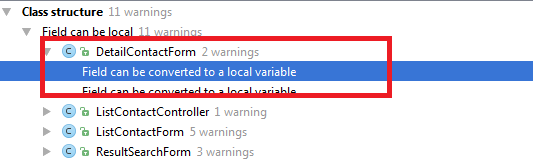 Class structure 11 warnings
Field can be local 11 warnings
C DetailContactForm 2 warnings
Field can be converted to a local variable
Field can be converted to a local variable
C ListContactController 1 warning
C ListContactForm 5 warnings
C ResultSearchForm 3 warnings